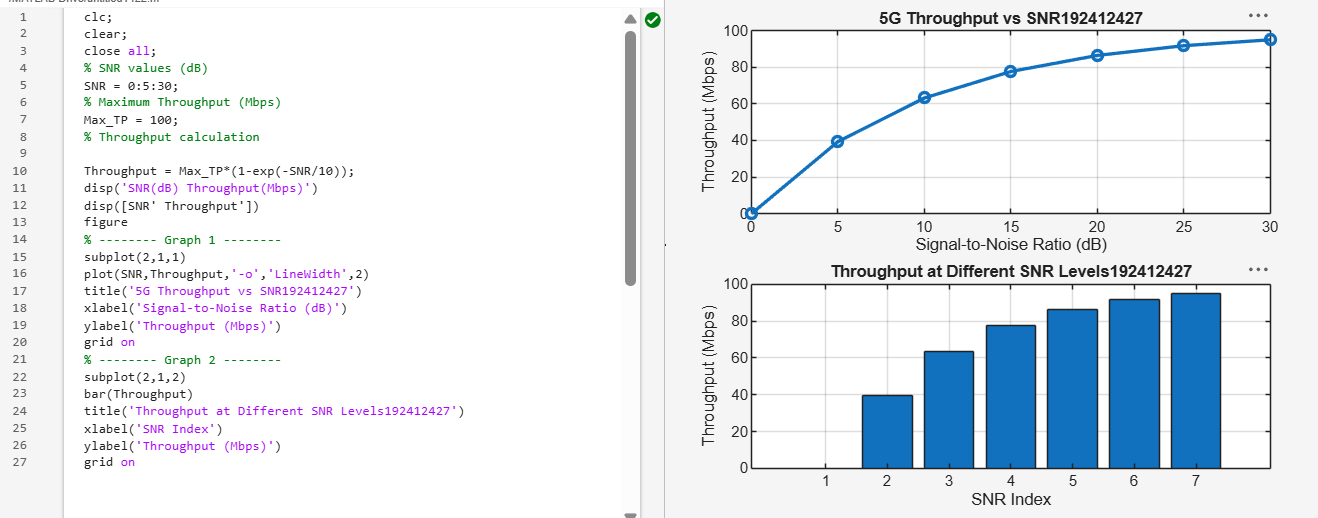 1 clc;
2 clear;
3 close all;
4 % SNR values (dB)
5 SNR = 0:5:30;
6 % Maximum Throughput (Mbps)
7 Max_TP = 100;
8 % Throughput calculation
9
10 Throughput = Max_TP*(1-exp(-SNR/10));
11 disp('SNR(dB) Throughput(Mbps)')
12 disp([SNR' Throughput'])
13 figure
14 % -------- Graph 1 --------
15 subplot(2,1,1)
16 plot(SNR,Throughput,'-o','LineWidth',2)
17 title('5G Throughput vs SNR192412427')
18 xlabel('Signal-to-Noise Ratio (dB)')
19 ylabel('Throughput (Mbps)')
20 grid on
21 % -------- Graph 2 --------
22 subplot(2,1,2)
23 bar(Throughput)
24 title('Throughput at Different SNR Levels192412427')
25 xlabel('SNR Index')
26 ylabel('Throughput (Mbps)')
27 grid on
5G Throughput vs SNR192412427
Throughput (Mbps)
100
80
60
40
20
0
0 5 10 15 20 25 30
Signal-to-Noise Ratio (dB)
Throughput at Different SNR Levels192412427
Throughput (Mbps)
100
80
60
40
20
0
1 2 3 4 5 6 7
SNR Index